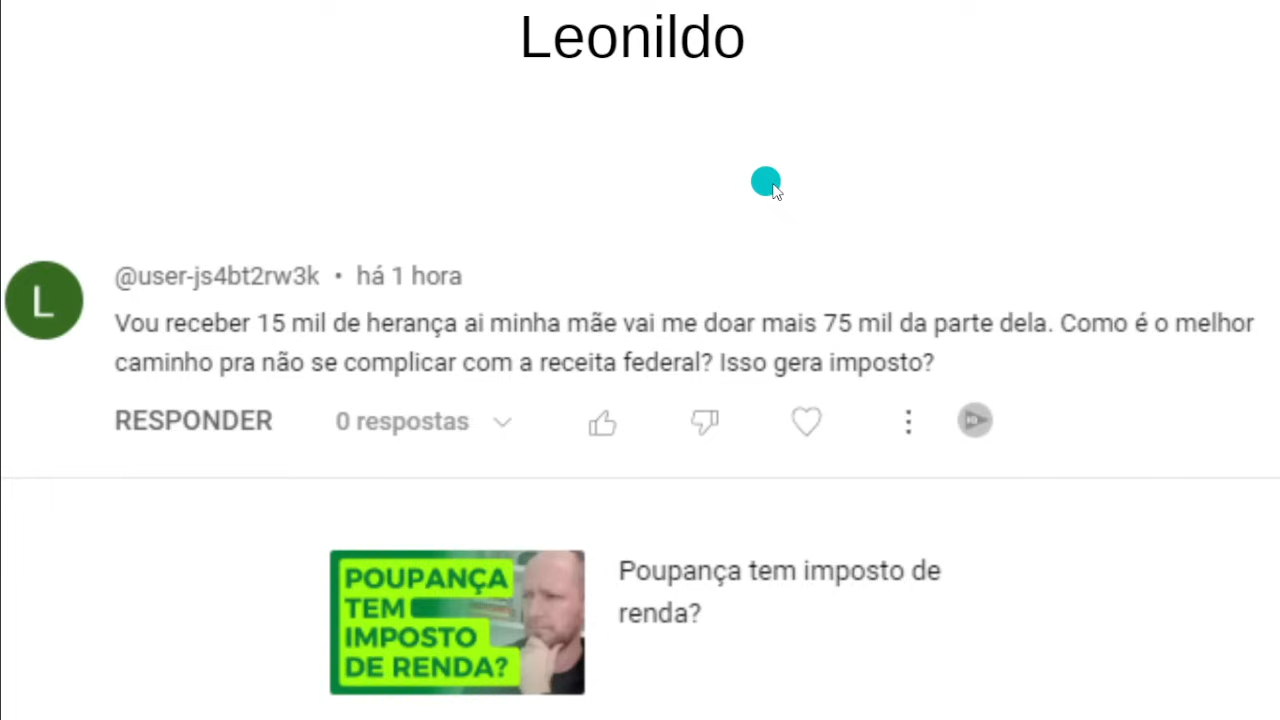 Leonildo
L
@user-js4bt2rw3k • há 1 hora
Vou receber 15 mil de herança ai minha mãe vai me doar mais 75 mil da parte dela. Como é o melhor
caminho pra não se complicar com a receita federal? Isso gera imposto?
RESPONDER 0 respostas
POUPANÇA
TEM
IMPOSTO
DE RENDA?
Poupança tem imposto de
renda?